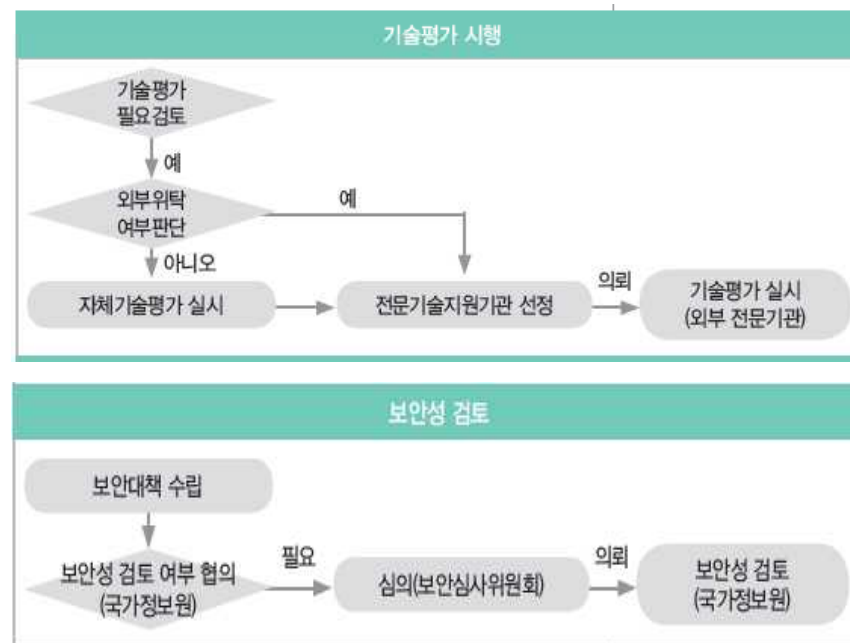 기술평가 시행
기술평가
필요검토
예
외부위탁
여부판단
예
아니오
자체기술평가 실시
전문기술지원기관 선정
의뢰
기술평가 실시
(외부 전문기관)
보안성 검토
보안대책 수립
보안성 검토 여부 협의
(국가정보원)
필요
심의(보안심사위원회)
의뢰
보안성 검토
(국가정보원)